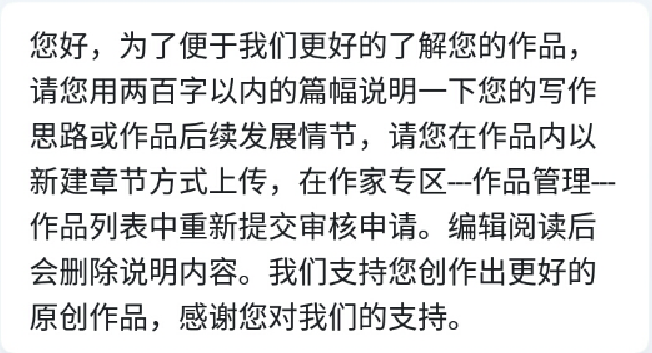 您好，为了便于我们更好的了解您的作品，
请您用两百字以内的篇幅说明一下您的写作
思路或作品后续发展情节，请您在作品内以
新建章节方式上传，在作家专区---作品管理---
作品列表中重新提交审核申请。编辑阅读后
会删除说明内容。我们支持您创作出更好的
原创作品，感谢您对我们的支持。